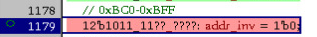 1178 // 0xBC0-0xBFF
1179 12'b1011_11??_????: addr_inv = 1'b0;